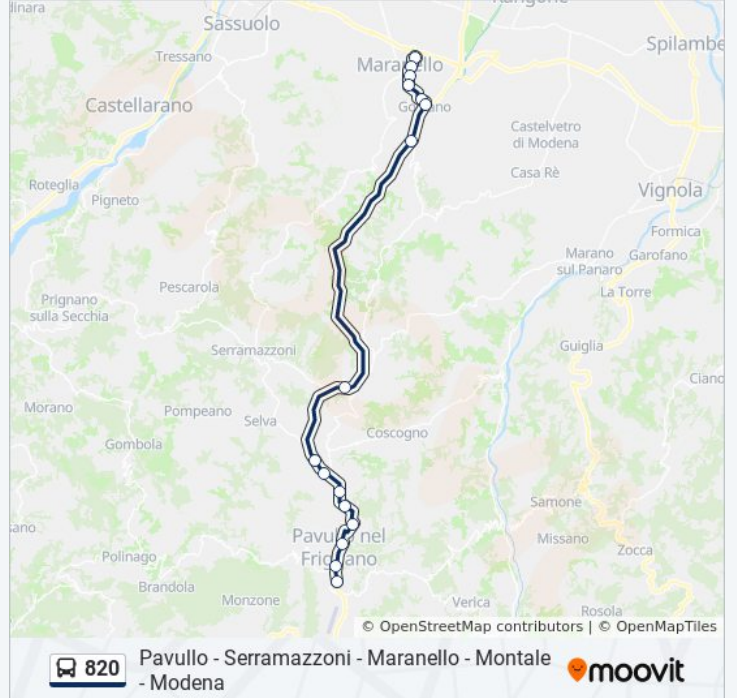 dinara
Sassuolo
Spilambe
Tressano
Maranello
Castellarano
Castelvetro
di Modena
Casa Rè
Roteglia
Pigneto
Vignola
Formica
Marano
sul Panaro
Garofano
La Torre
Pescarola
Prignano
sulla Secchia
Guiglia
Serramazzoni
Ciano
Morano
Pompeano
Selva
Coscogno
Gombola
Samone
sano
Pavullo nel
Frignano
Missano
Zocca
Polinago
Brandola
Monzone
Verica
Rosola
© OpenStreetMap contributors | © OpenMapTiles
820
Pavullo - Serramazzoni - Maranello - Montale
- Modena
moovit